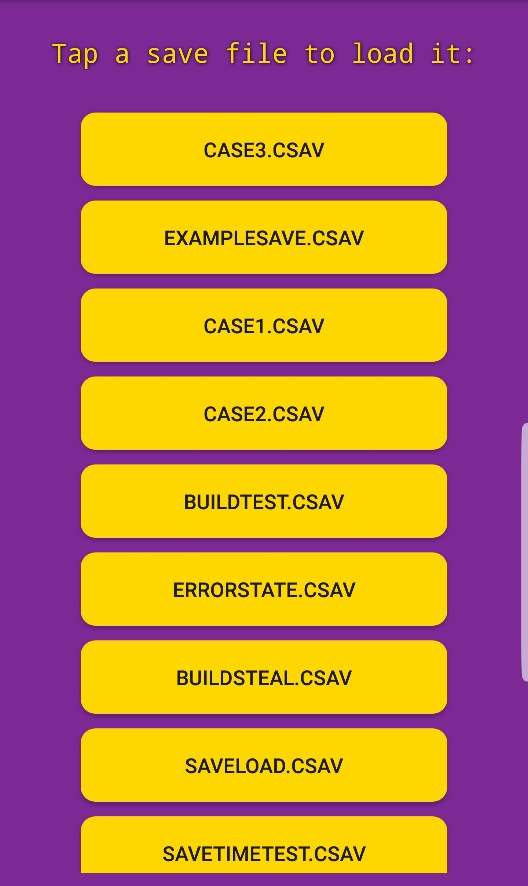 Tap a save file to load it:
CASE3.CSAV
EXAMPLESAVE.CSAV
CASE1.CSAV
CASE2.CSAV
BUILDTEST.CSAV
ERRORSTATE.CSAV
BUILDSTEAL.CSAV
SAVELOAD.CSAV
SAVETIMETEST.CSAV